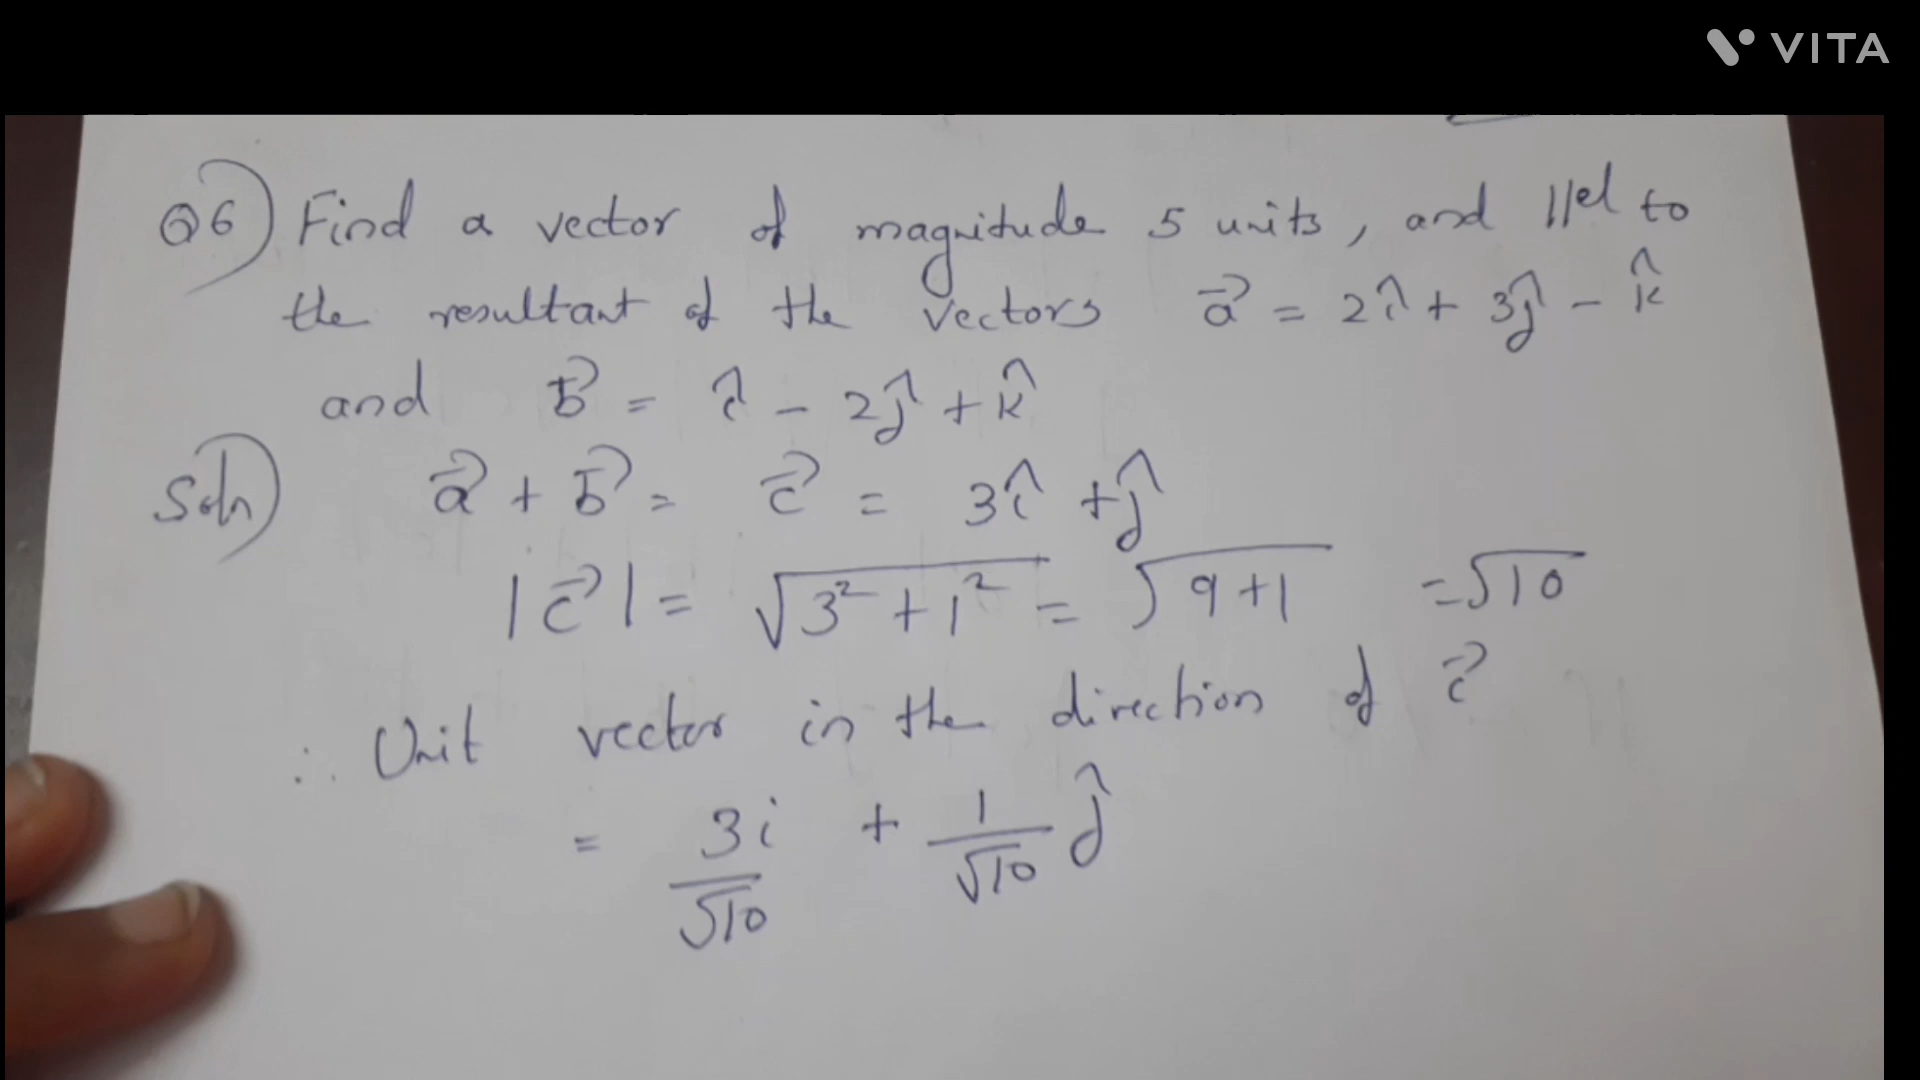 VITA
Q6) Find a vector of magnitude 5 units, and ||el to
the resultant of the vectors a⃗ = 2î + 3ĵ - k̂
and b⃗ = î - 2ĵ + k̂
Soln) a⃗ + b⃗ = c⃗ = 3î + ĵ
|c⃗| = √(3² + 1²) = √(9+1) = √10
∴ Unit vector in the direction of c⃗
= 3i/√10 + 1/√10 ĵ